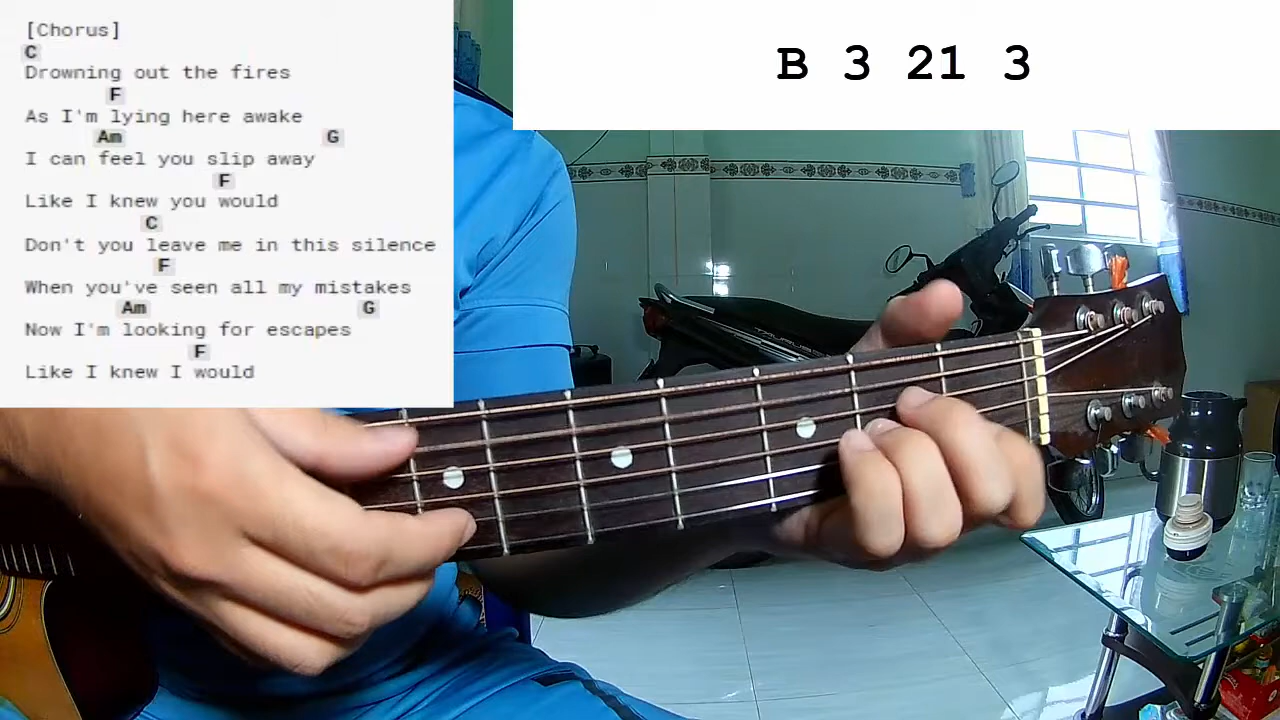 [Chorus]
C
Drowning out the fires
F
As I'm lying here awake
Am G
I can feel you slip away
F
Like I knew you would
C
Don't you leave me in this silence
F
When you've seen all my mistakes
Am G
Now I'm looking for escapes
F
Like I knew I would
B 3 21 3
TAURUS